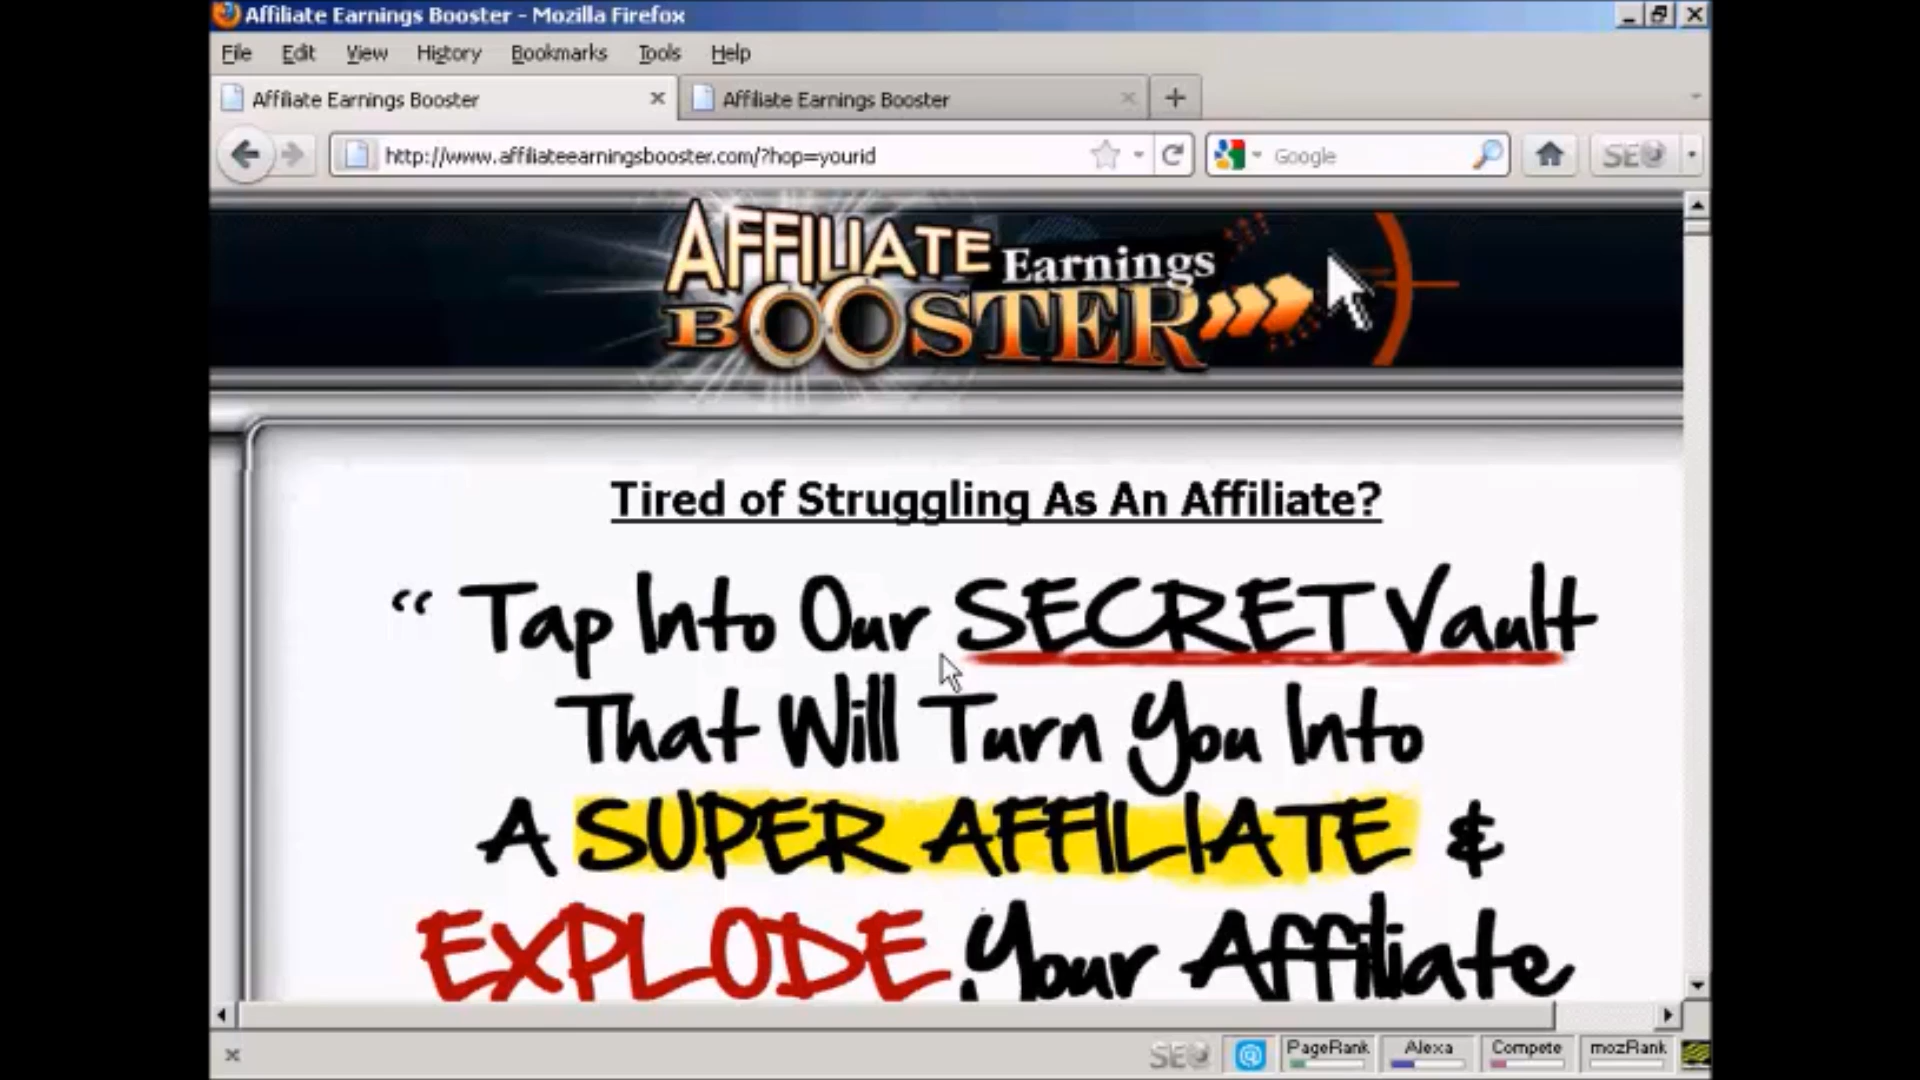 Affiliate Earnings Booster - Mozilla Firefox
File Edit View History Bookmarks Tools Help
Affiliate Earnings Booster Affiliate Earnings Booster
http://www.affiliateearningsbooster.com/?hop=yourid Google SEO
AFFILIATE Earnings
BOOSTER
Tired of Struggling As An Affiliate?
“ Tap Into Our SECRET Vault
That Will Turn You Into
A SUPER AFFILIATE &
EXPLODE Your Affiliate
SEO PageRank Alexa Compete mozRank